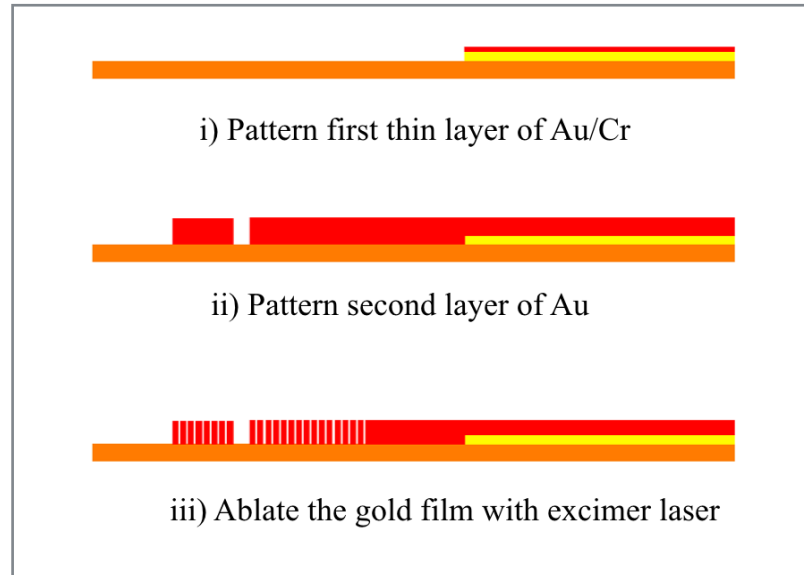 i) Pattern first thin layer of Au/Cr
ii) Pattern second layer of Au
iii) Ablate the gold film with excimer laser